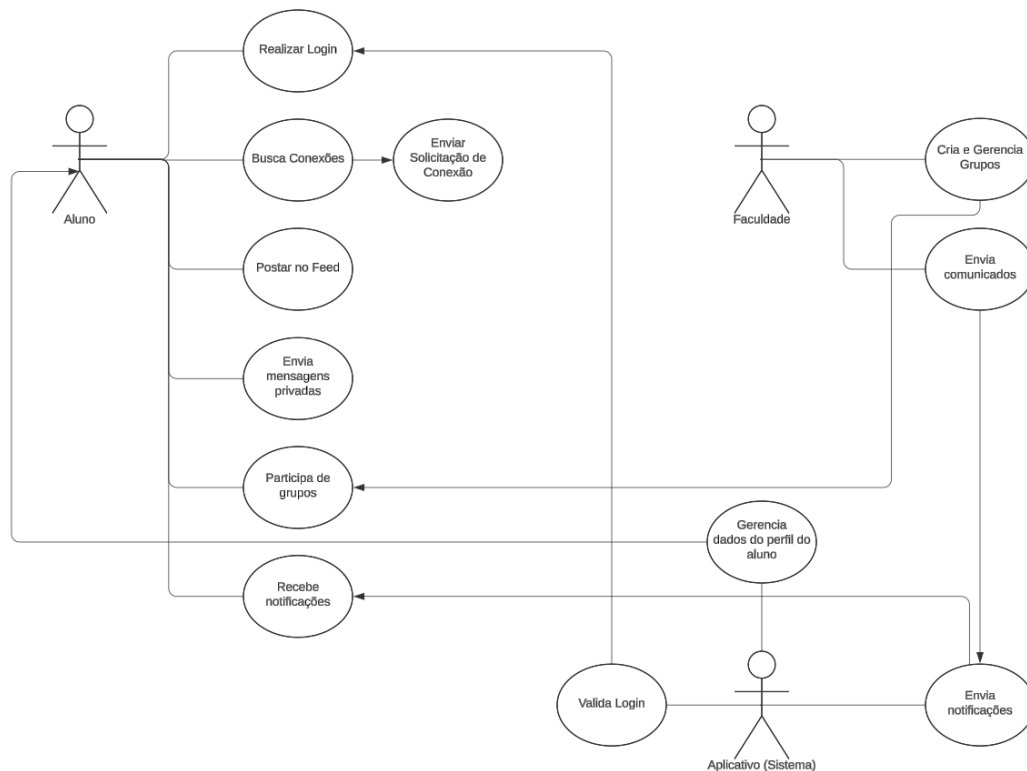 Realizar Login
Busca Conexões
Enviar
Solicitação de
Conexão
Aluno
Postar no Feed
Envia
mensagens
privadas
Participa de
grupos
Recebe
notificações
Faculdade
Cria e Gerencia
Grupos
Envia
comunicados
Gerencia
dados do perfil do
aluno
Valida Login
Aplicativo (Sistema)
Envia
notificações